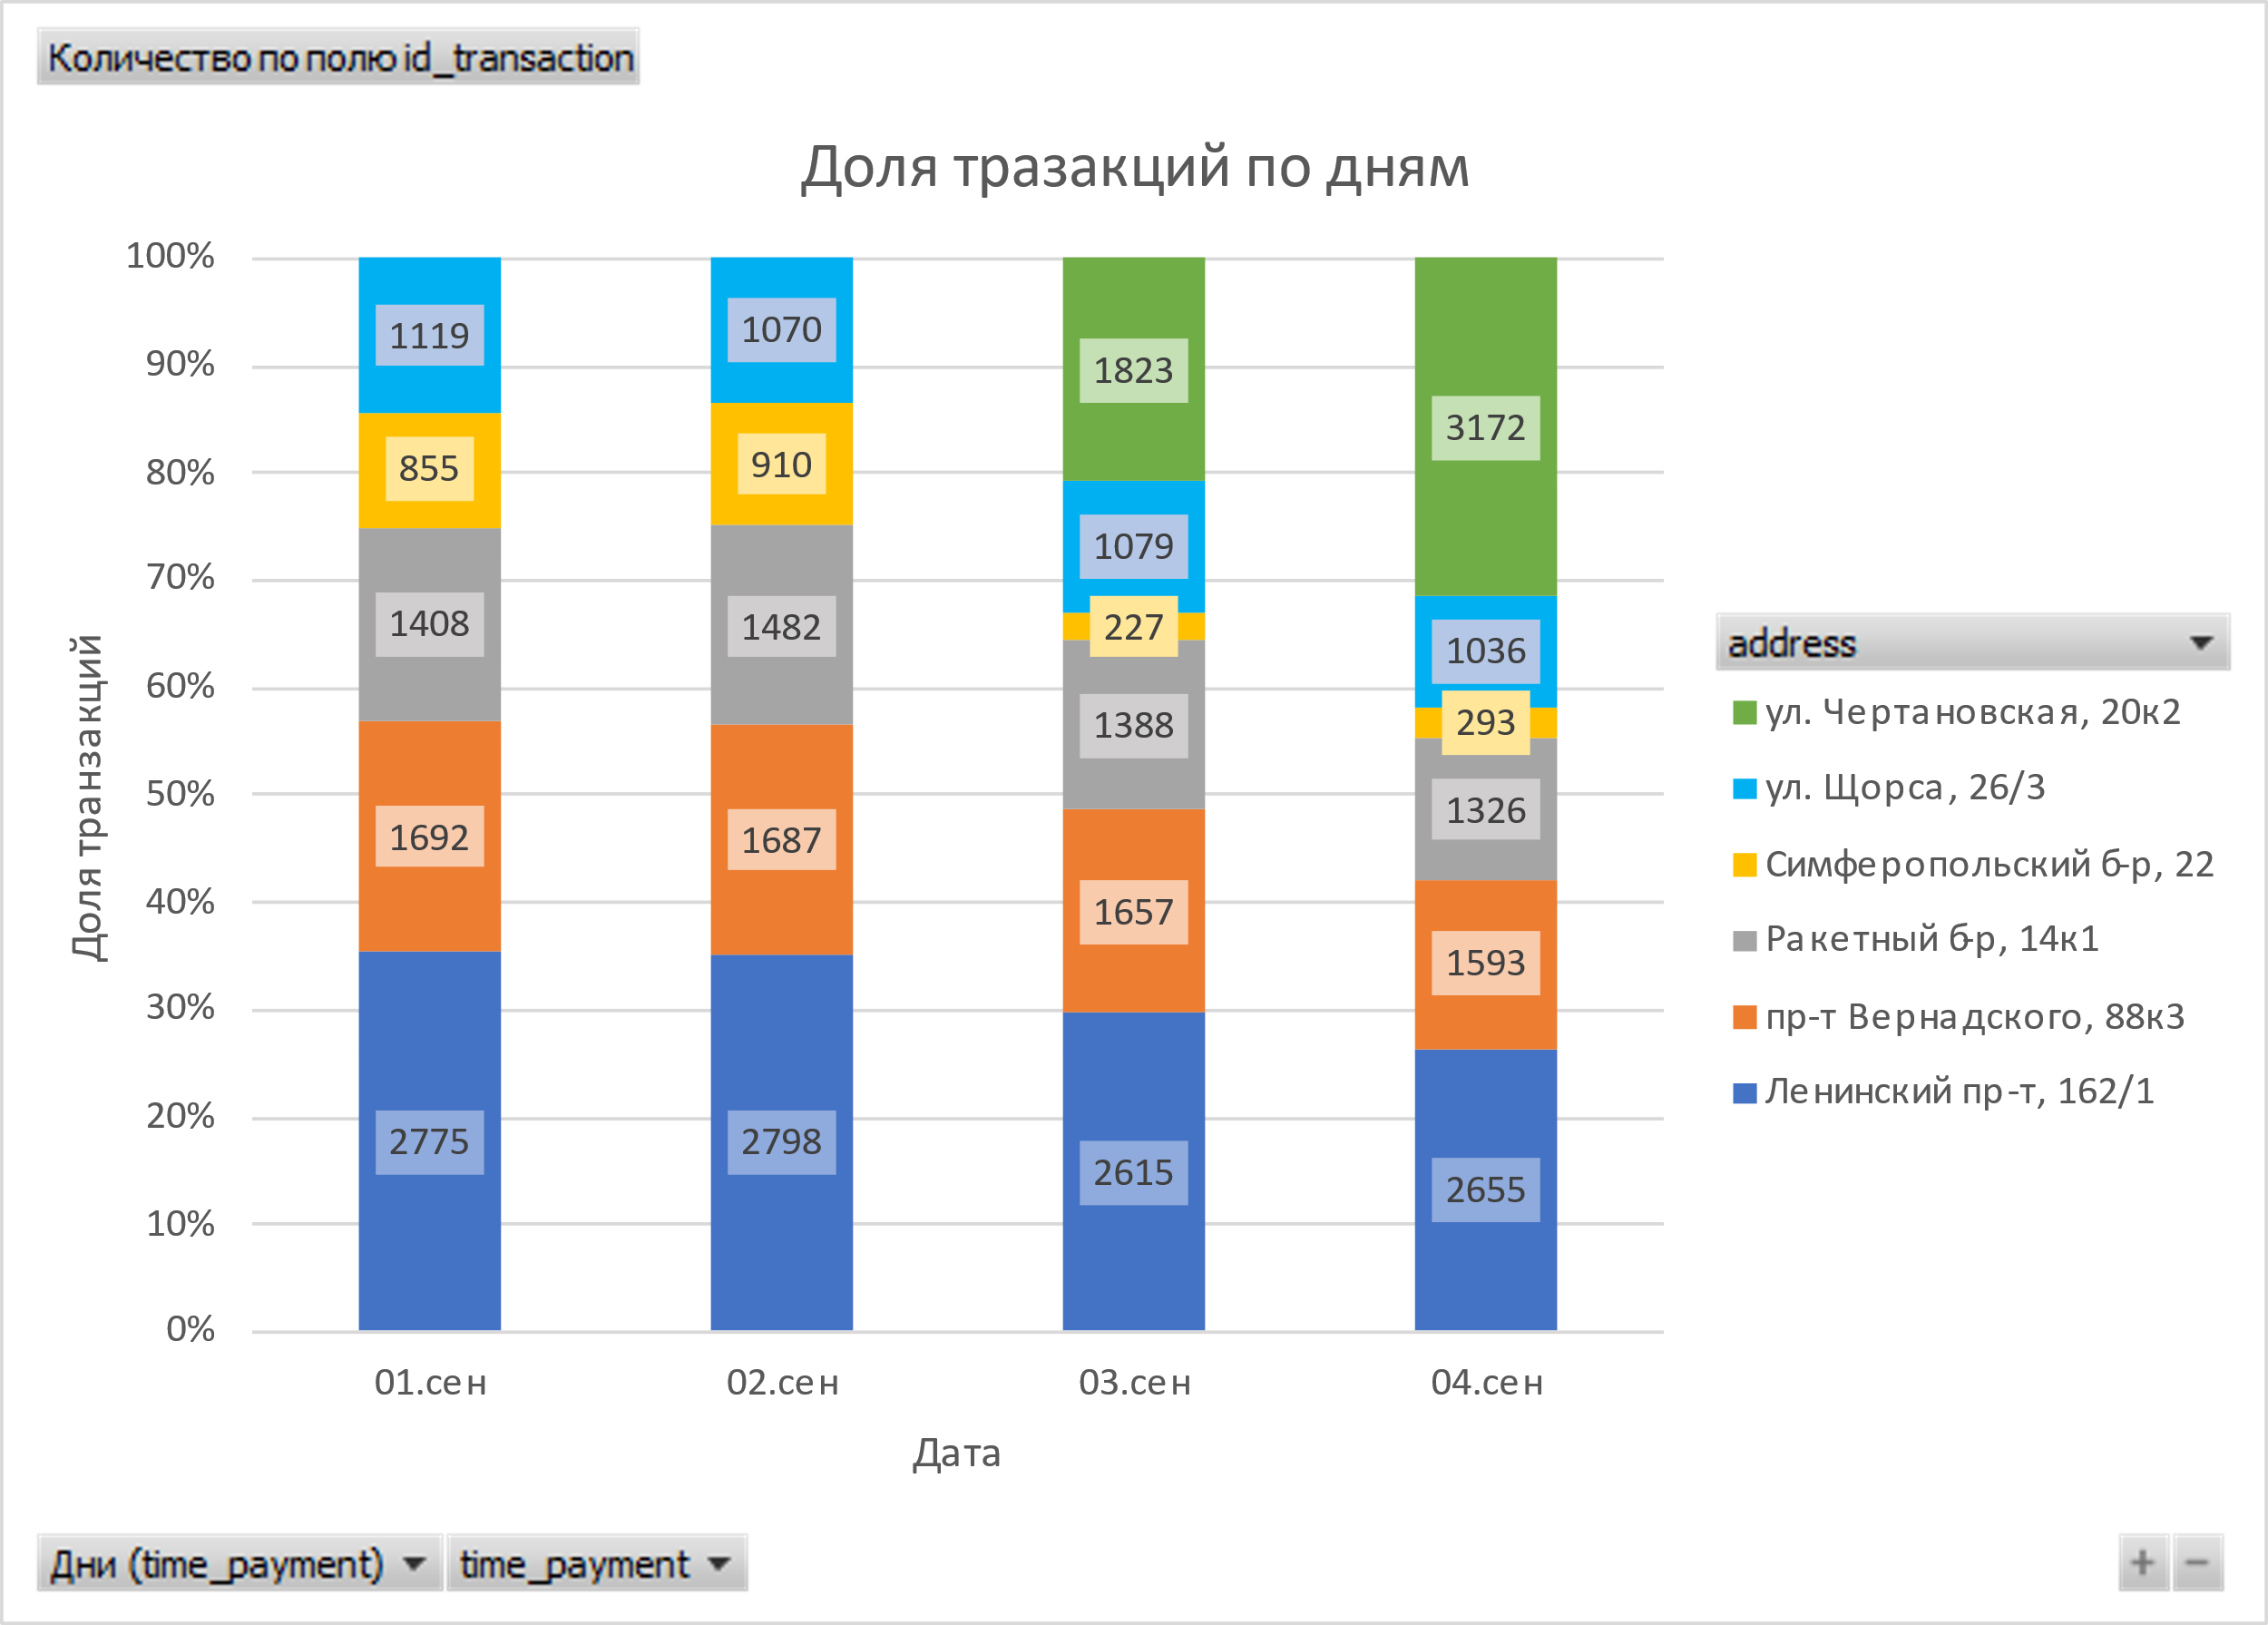 Количество по полю id_transaction
Доля тразакций по дням
Доля транзакций
100%
90%
80%
70%
60%
50%
40%
30%
20%
10%
0%
1119
855
1408
1692
2775
1070
910
1482
1687
2798
1823
1079
227
1388
1657
2615
3172
1036
293
1326
1593
2655
01.сен
02.сен
03.сен
04.сен
Дата
address
ул. Чертановская, 20к2
ул. Щорса, 26/3
Симферопольский б-р, 22
Ракетный б-р, 14к1
пр-т Вернадского, 88к3
Ленинский пр-т, 162/1
Дни (time_payment)
time_payment
+ −